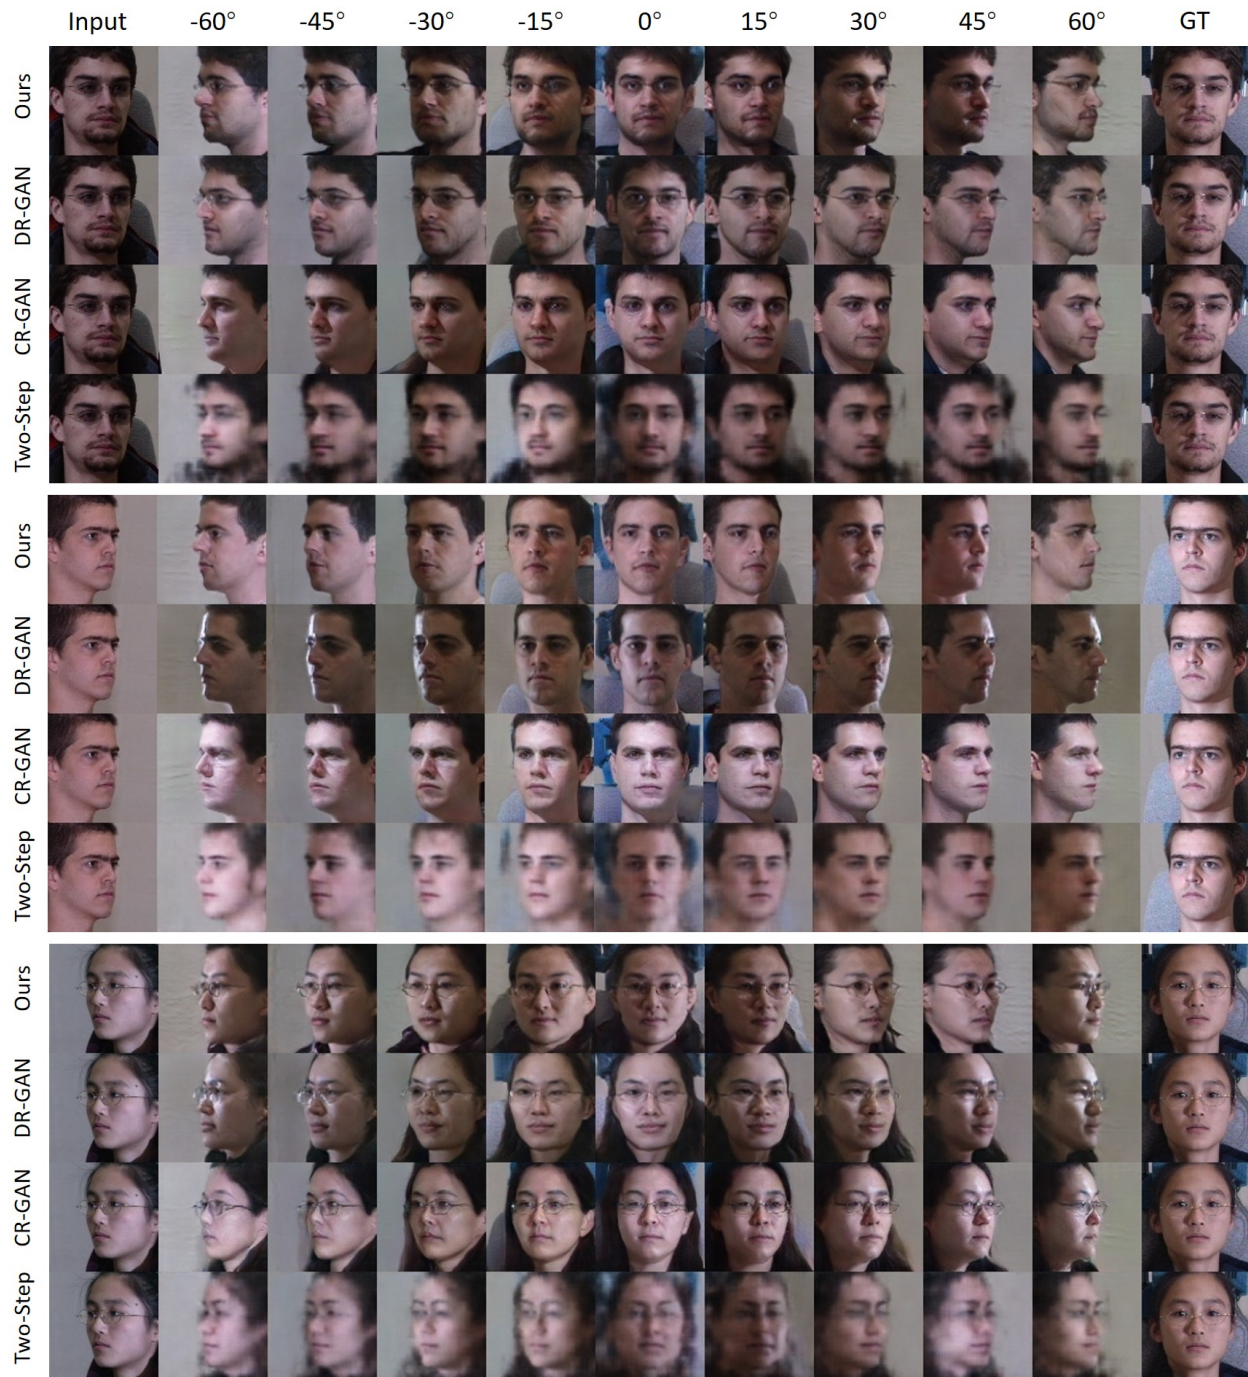 Input -60° -45° -30° -15° 0° 15° 30° 45° 60° GT
Ours
DR-GAN
CR-GAN
Two-Step
Ours
DR-GAN
CR-GAN
Two-Step
Ours
DR-GAN
CR-GAN
Two-Step